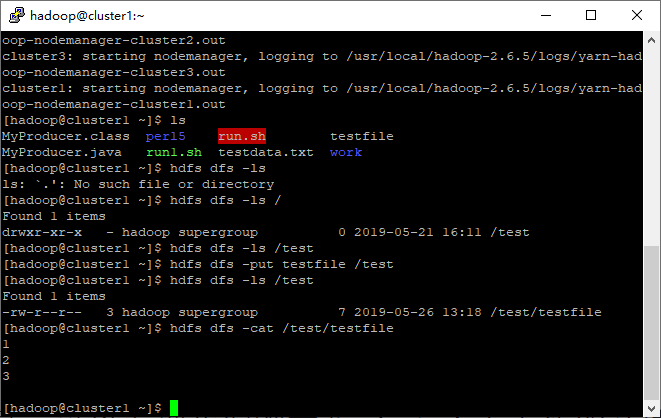 hadoop@cluster1:~
oop-nodemanager-cluster2.out
cluster3: starting nodemanager, logging to /usr/local/hadoop-2.6.5/logs/yarn-had
oop-nodemanager-cluster3.out
cluster1: starting nodemanager, logging to /usr/local/hadoop-2.6.5/logs/yarn-had
oop-nodemanager-cluster1.out
[hadoop@cluster1 ~]$ ls
MyProducer.class  perl5    run.sh        testfile
MyProducer.java   run1.sh  testdata.txt  work
[hadoop@cluster1 ~]$ hdfs dfs -ls
ls: `.': No such file or directory
[hadoop@cluster1 ~]$ hdfs dfs -ls /
Found 1 items
drwxr-xr-x   - hadoop supergroup          0 2019-05-21 16:11 /test
[hadoop@cluster1 ~]$ hdfs dfs -ls /test
[hadoop@cluster1 ~]$ hdfs dfs -put testfile /test
[hadoop@cluster1 ~]$ hdfs dfs -ls /test
Found 1 items
-rw-r--r--   3 hadoop supergroup          7 2019-05-26 13:18 /test/testfile
[hadoop@cluster1 ~]$ hdfs dfs -cat /test/testfile
1
2
3
[hadoop@cluster1 ~]$